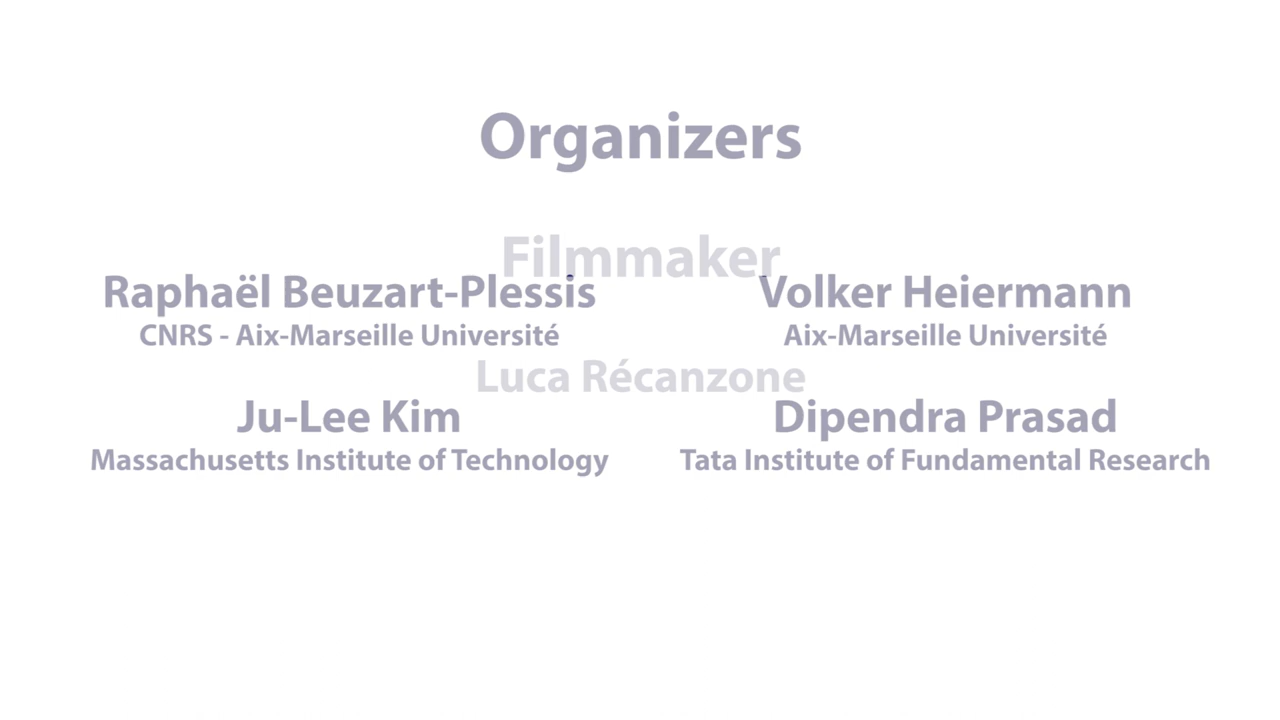 Organizers
Filmmaker
Raphaël Beuzart-Plessis
CNRS - Aix-Marseille Université
Volker Heiermann
Aix-Marseille Université
Luca Récanzone
Ju-Lee Kim
Massachusetts Institute of Technology
Dipendra Prasad
Tata Institute of Fundamental Research